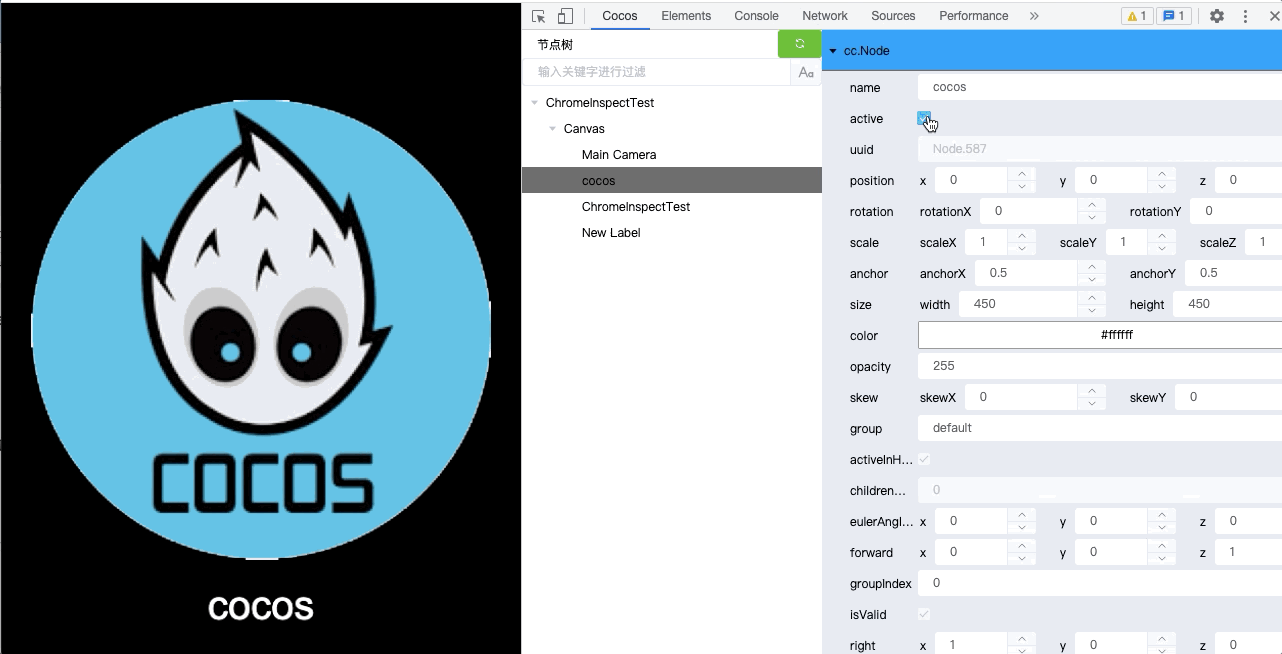 COCOS
COCOS
Cocos Elements Console Network Sources Performance 1 1
节点树
输入关键字进行过滤 Aa
ChromeInspectTest
Canvas
Main Camera
cocos
ChromeInspectTest
New Label
cc.Node
name cocos
active
uuid Node.587
position x 0 y 0 z 0
rotation rotationX 0 rotationY 0
scale scaleX 1 scaleY 1 scaleZ 1
anchor anchorX 0.5 anchorY 0.5
size width 450 height 450
color #ffffff
opacity 255
skew skewX 0 skewY 0
group default
activeInH...
children... 0
eulerAngl... x 0 y 0 z 0
forward x 0 y 0 z 1
groupIndex 0
isValid
right x 1 y 0 z 0